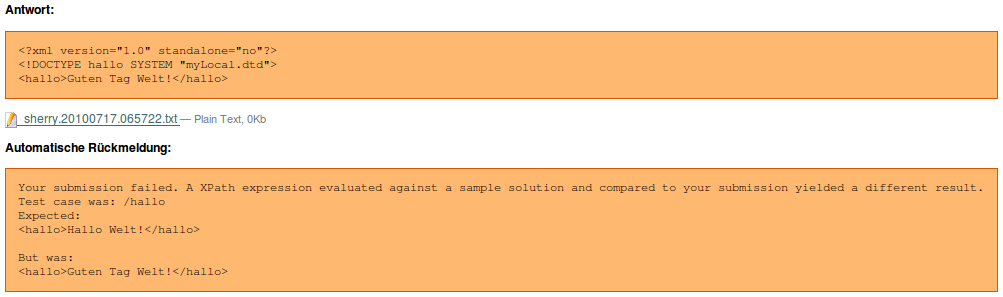 Antwort:
<?xml version="1.0" standalone="no"?>
<!DOCTYPE hallo SYSTEM "myLocal.dtd">
<hallo>Guten Tag Welt!</hallo>
sherry.20100717.065722.txt — Plain Text, 0Kb
Automatische Rückmeldung:
Your submission failed. A XPath expression evaluated against a sample solution and compared to your submission yielded a different result.
Test case was: /hallo
Expected:
<hallo>Hallo Welt!</hallo>
But was:
<hallo>Guten Tag Welt!</hallo>